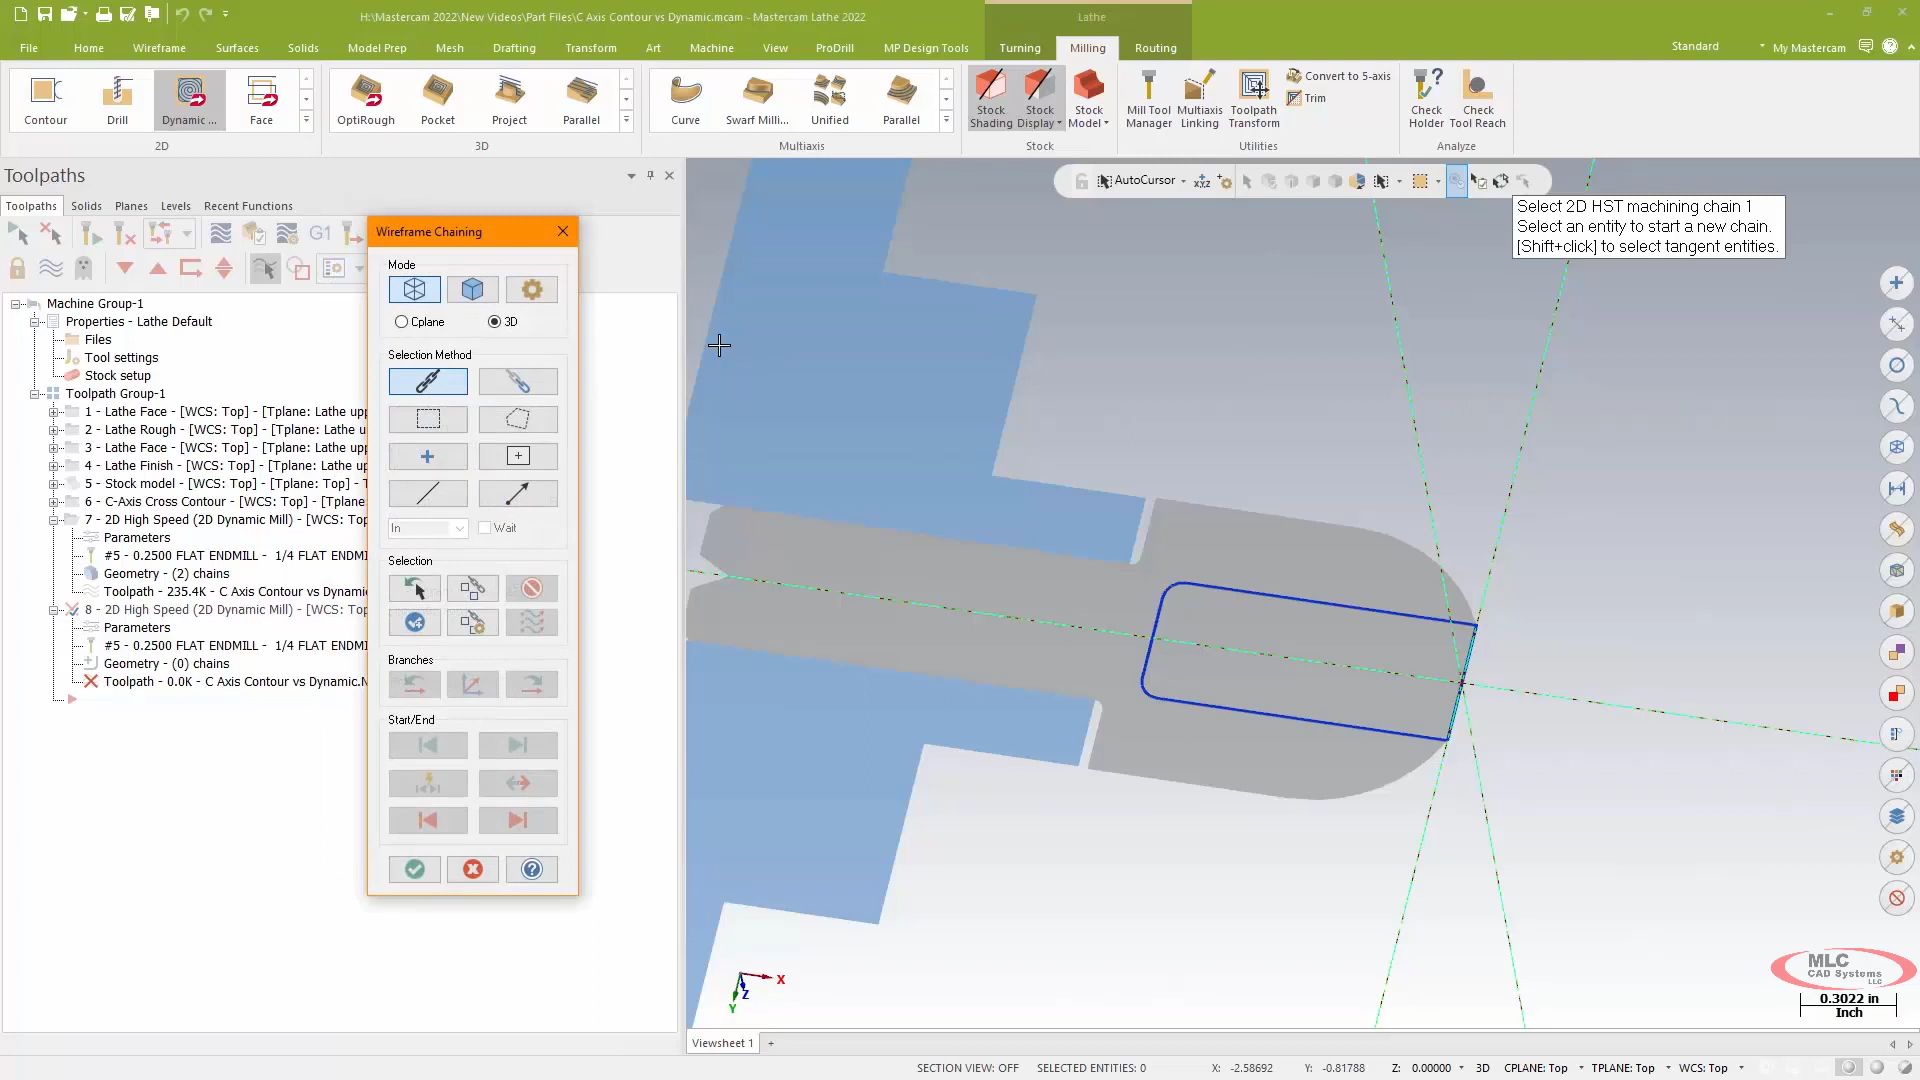 H:\Mastercam 2022\New Videos\Part Files\C Axis Contour vs Dynamic.mcam - Mastercam Lathe 2022
Lathe
File Home Wireframe Surfaces Solids Model Prep Mesh Drafting Transform Art Machine View ProDrill MP Design Tools Turning Milling Routing
Standard My Mastercam
Contour Drill Dynamic ... Face
2D
OptiRough Pocket Project Parallel
3D
Curve Swarf Milli... Unified Parallel
Multiaxis
Stock Shading
Stock Display
Stock Model
Stock
Mill Tool Manager
Multiaxis Linking
Toolpath Transform
Convert to 5-axis
Trim
Utilities
Check Holder
Check Tool Reach
Analyze
Toolpaths
Toolpaths Solids Planes Levels Recent Functions
G1
Machine Group-1
Properties - Lathe Default
Files
Tool settings
Stock setup
Toolpath Group-1
1 - Lathe Face - [WCS: Top] - [Tplane: Lathe upp
2 - Lathe Rough - [WCS: Top] - [Tplane: Lathe up
3 - Lathe Face - [WCS: Top] - [Tplane: Lathe upp
4 - Lathe Finish - [WCS: Top] - [Tplane: Lathe up
5 - Stock model - [WCS: Top] - [Tplane: Top] - T
6 - C-Axis Cross Contour - [WCS: Top] - [Tplane:
7 - 2D High Speed (2D Dynamic Mill) - [WCS: Top
Parameters
#5 - 0.2500 FLAT ENDMILL - 1/4 FLAT ENDMI
Geometry - (2) chains
Toolpath - 235.4K - C Axis Contour vs Dynami
8 - 2D High Speed (2D Dynamic Mill) - [WCS: Top
Parameters
#5 - 0.2500 FLAT ENDMILL - 1/4 FLAT ENDMI
Geometry - (0) chains
Toolpath - 0.0K - C Axis Contour vs Dynamic.N
Wireframe Chaining
Mode
Cplane 3D
Selection Method
In Wait
Selection
Branches
Start/End
AutoCursor
Select 2D HST machining chain 1
Select an entity to start a new chain.
[Shift+click] to select tangent entities.
X
Z
Y
MLC
CAD Systems
LLC
0.3022 in
Inch
Viewsheet 1 +
SECTION VIEW: OFF SELECTED ENTITIES: 0 X: -2.58692 Y: -0.81788 Z: 0.00000 3D CPLANE: Top TPLANE: Top WCS: Top